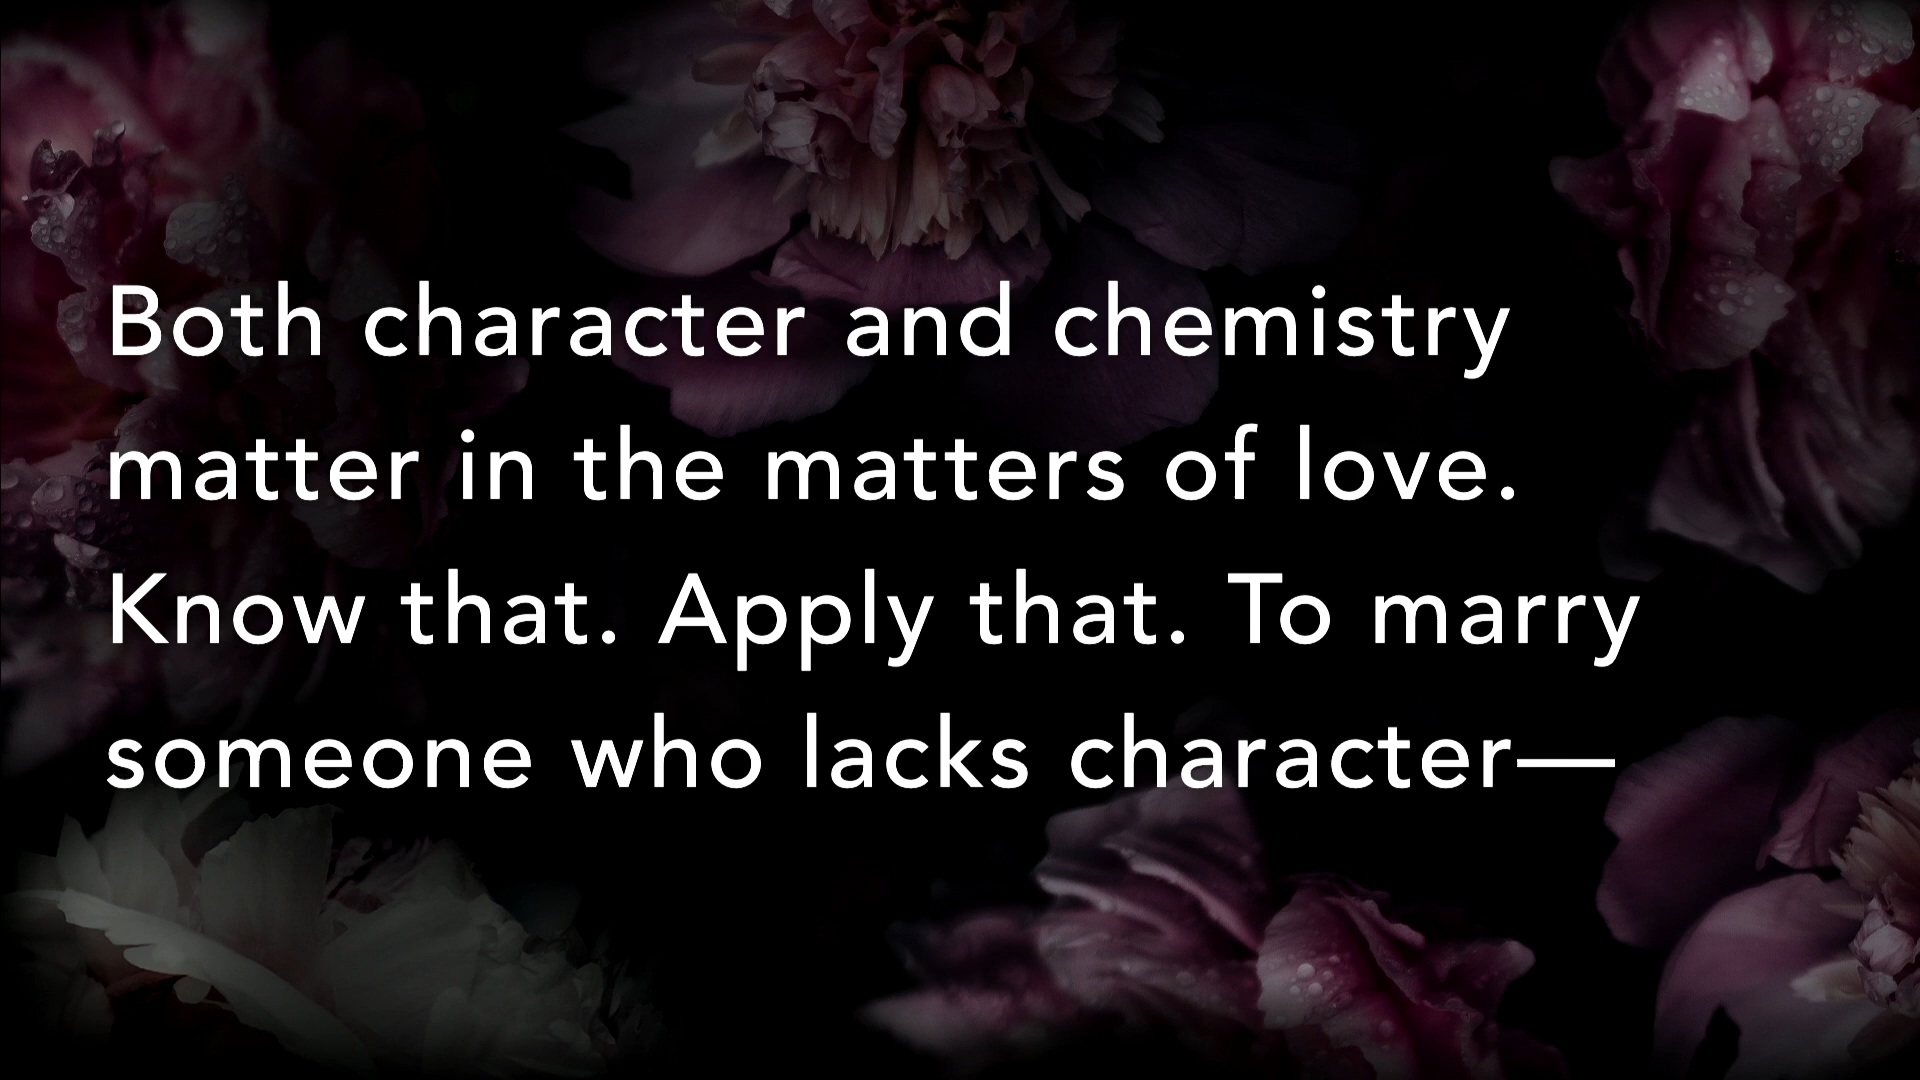 Both character and chemistry
matter in the matters of love.
Know that. Apply that. To marry
someone who lacks character—